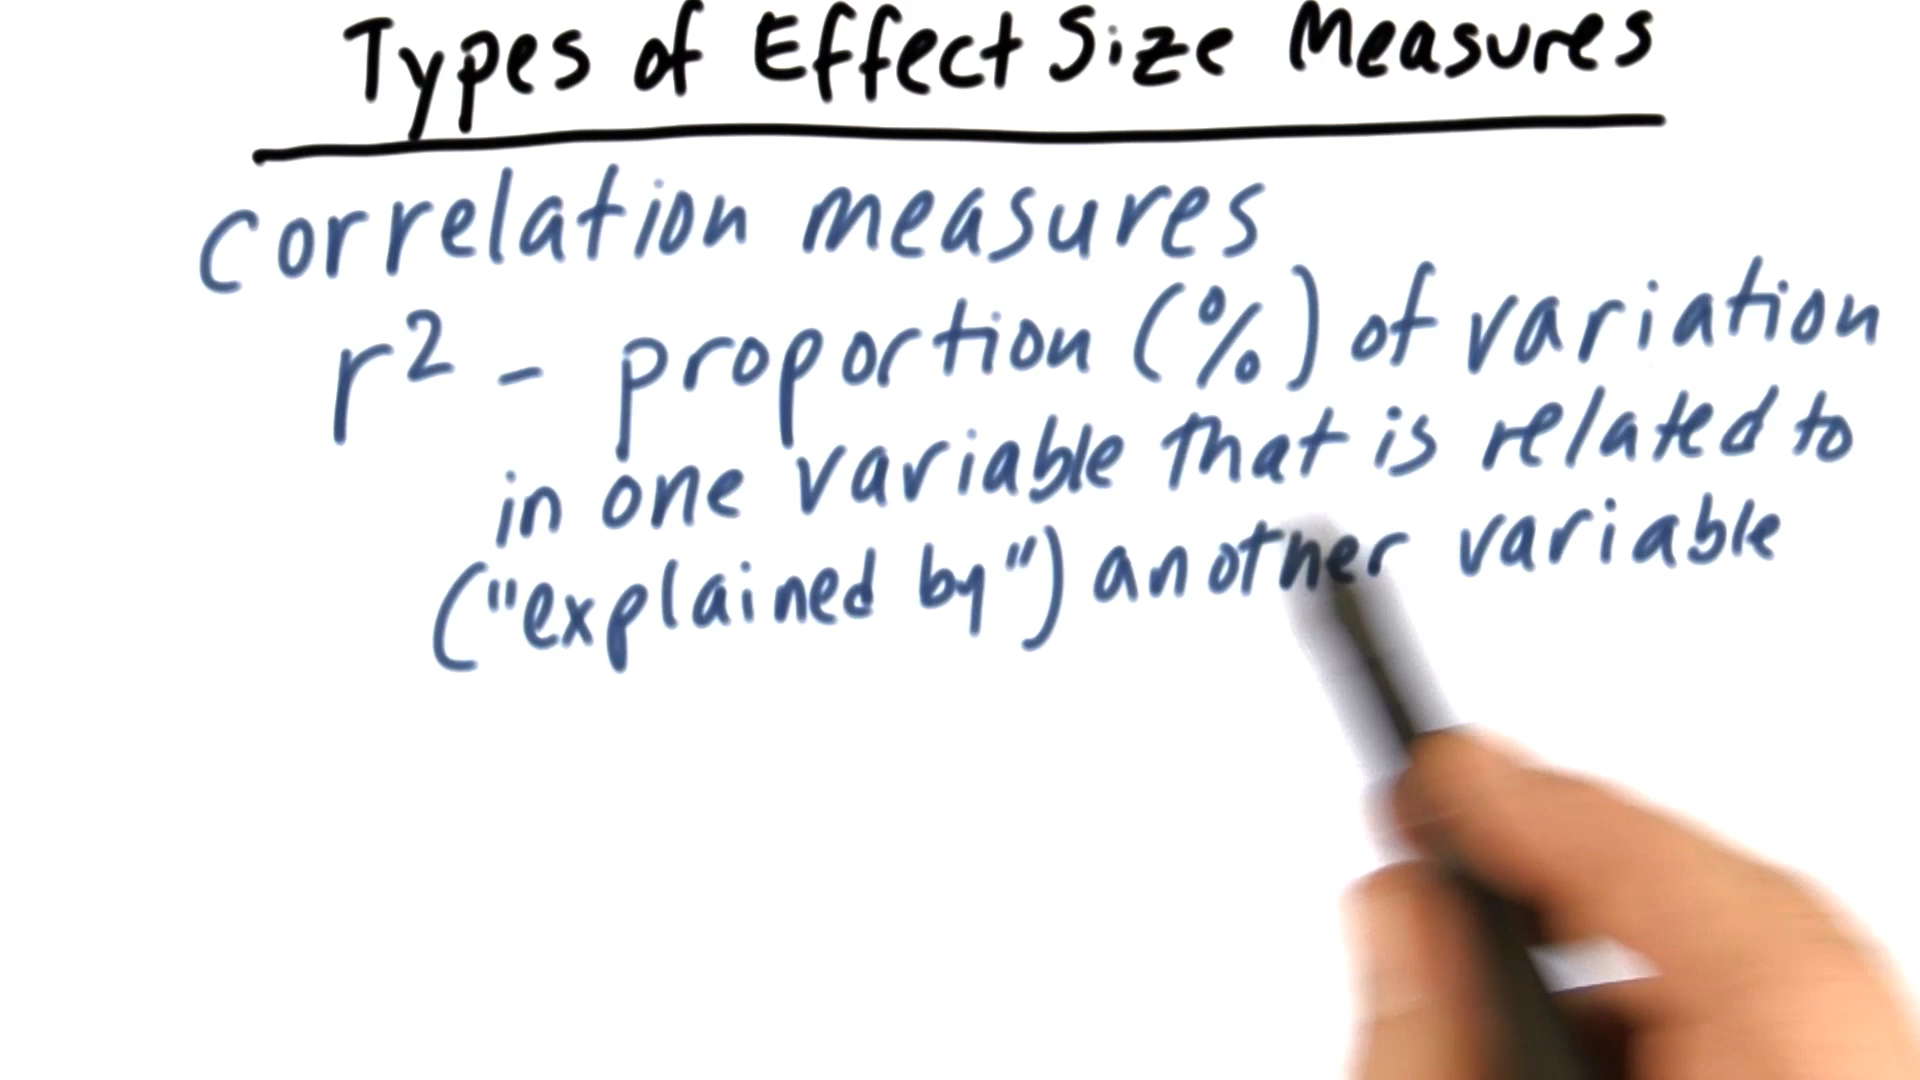 Types of Effect Size Measures
correlation measures
r² - proportion (%) of variation
in one variable that is related to
("explained by") another variable